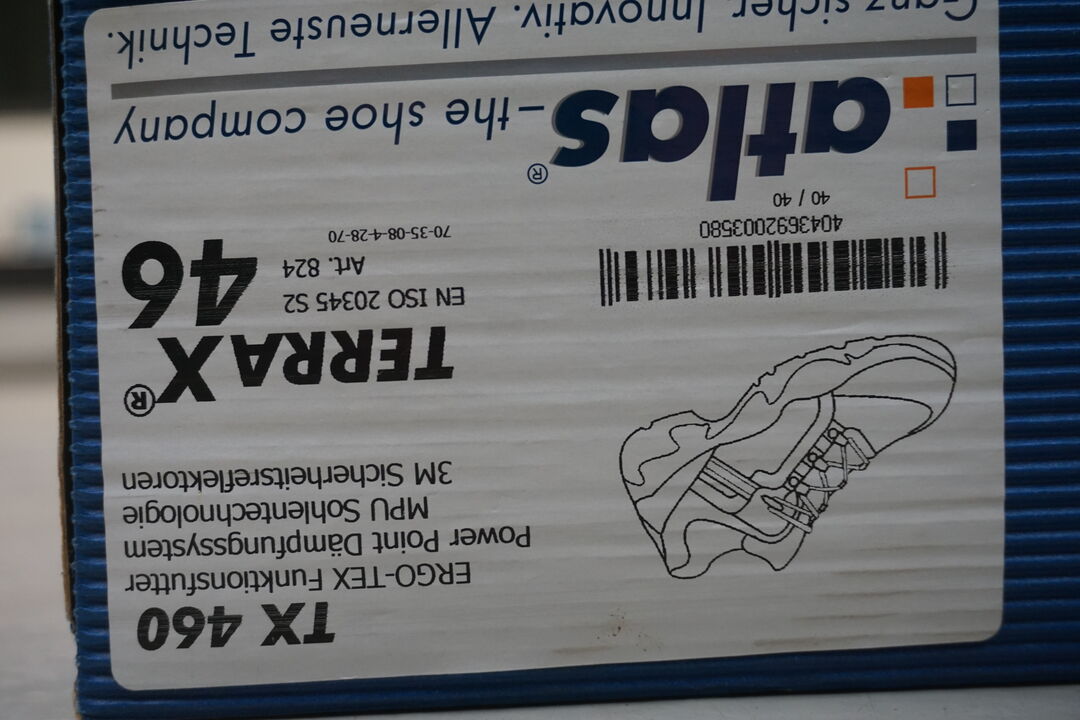 TX 460
ERGO-TEX Funktionsfutter
Power Point Dämpfungssystem
MPU Sohlentechnologie
3M Sicherheitsreflektoren
TERRAX®
EN ISO 20345 S2
Art. 824
46
70-35-08-4-28-70
4043692003580
40 / 40
atlas® – the shoe company
Ganz sicher. Innovativ. Allerneuste Technik.